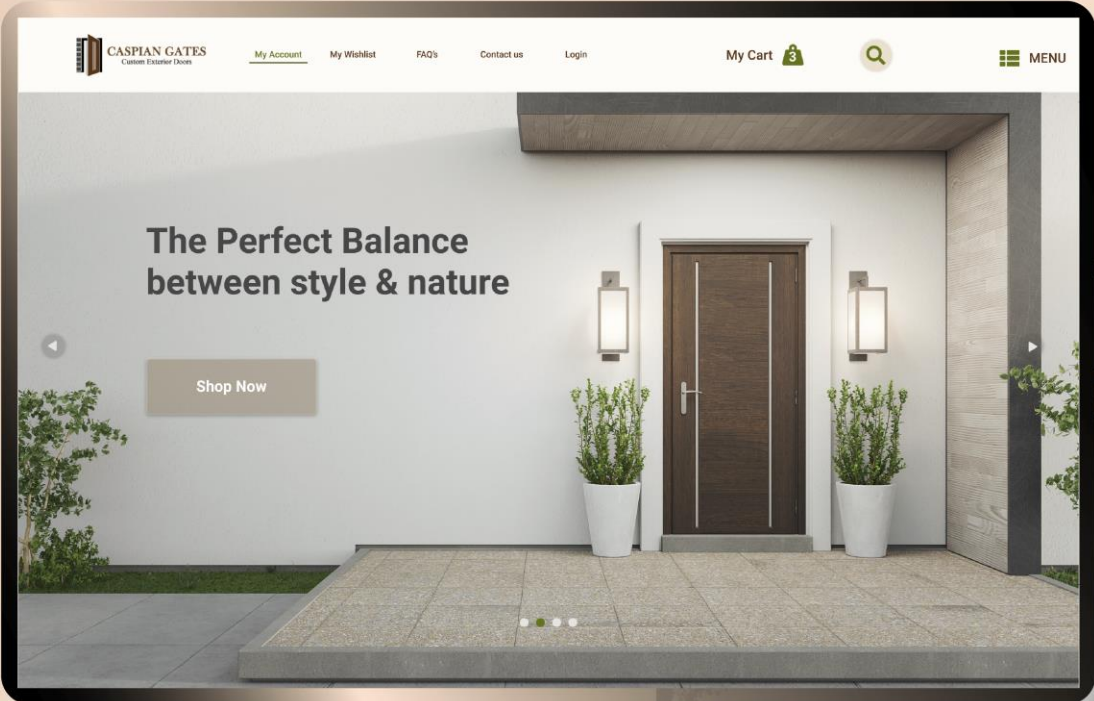 CASPIAN GATES
Custom Exterior Doors
My Account
My Wishlist
FAQ's
Contact us
Login
My Cart 3
MENU
The Perfect Balance
between style & nature
Shop Now